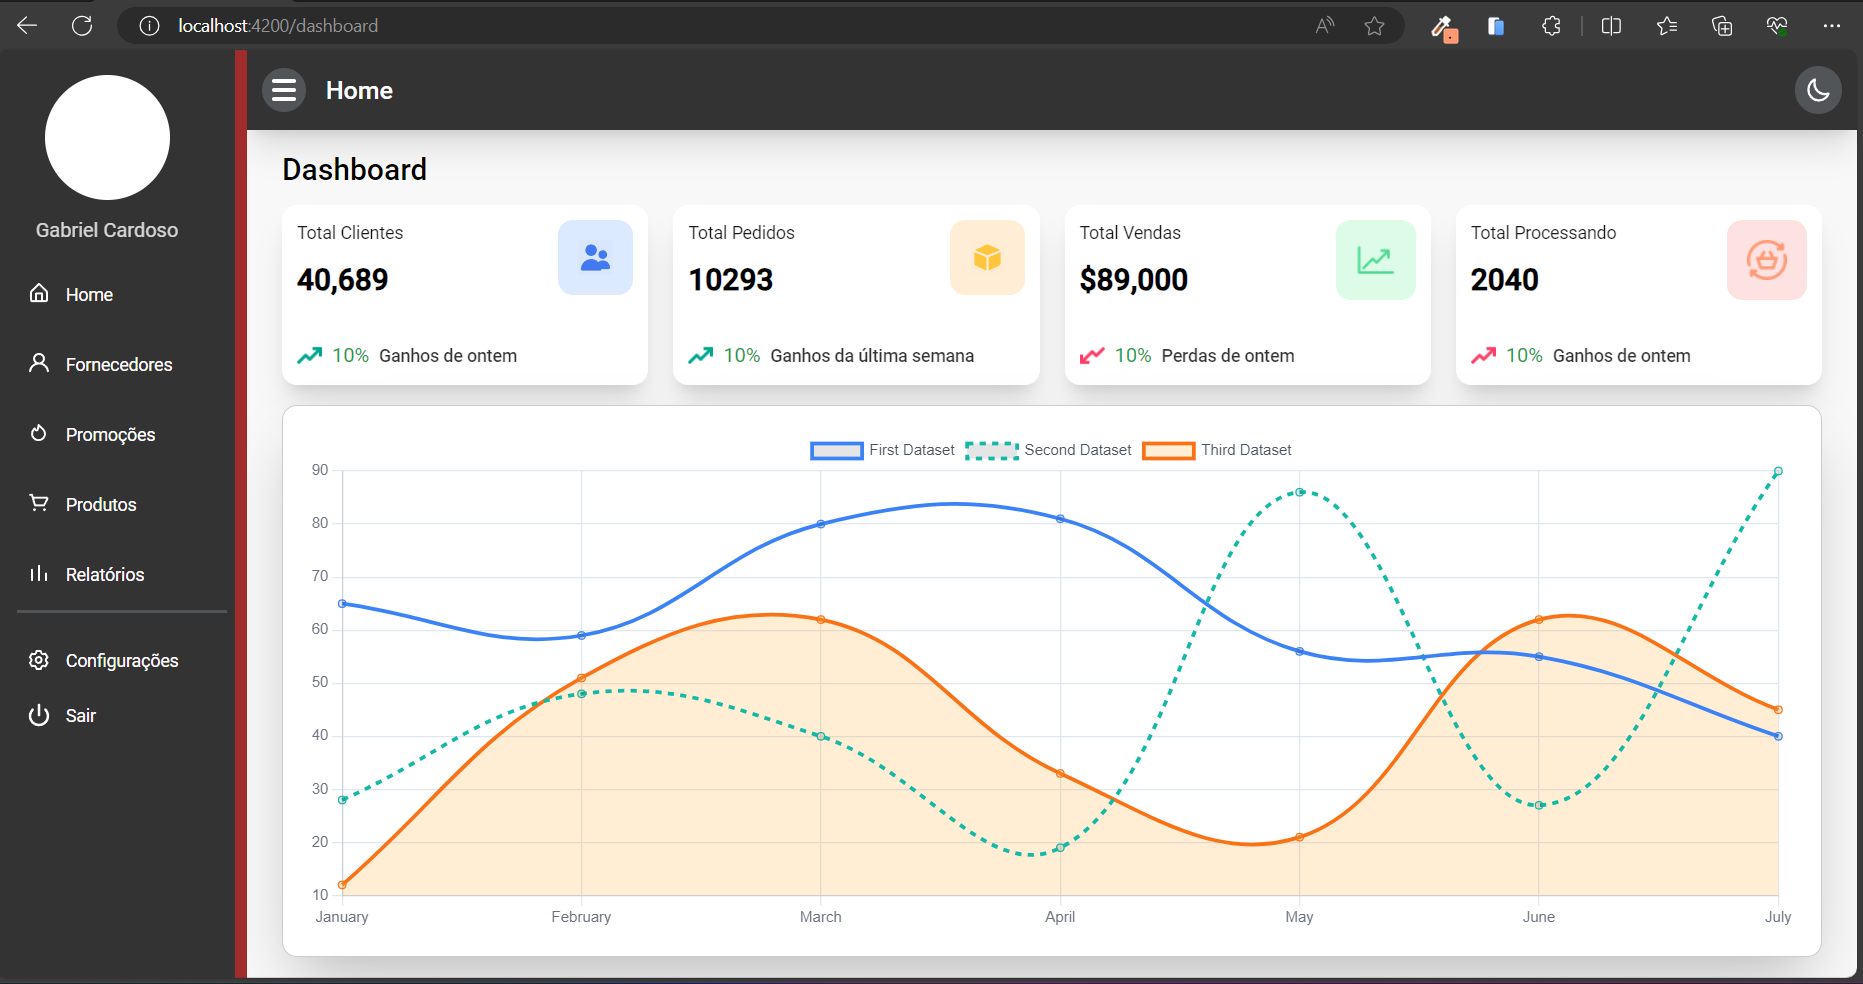 localhost:4200/dashboard
Home
Gabriel Cardoso
Home
Fornecedores
Promoções
Produtos
Relatórios
Configurações
Sair
Dashboard
Total Clientes
40,689
10% Ganhos de ontem
Total Pedidos
10293
10% Ganhos da última semana
Total Vendas
$89,000
10% Perdas de ontem
Total Processando
2040
10% Ganhos de ontem
First Dataset Second Dataset Third Dataset
90
80
70
60
50
40
30
20
10
January February March April May June July